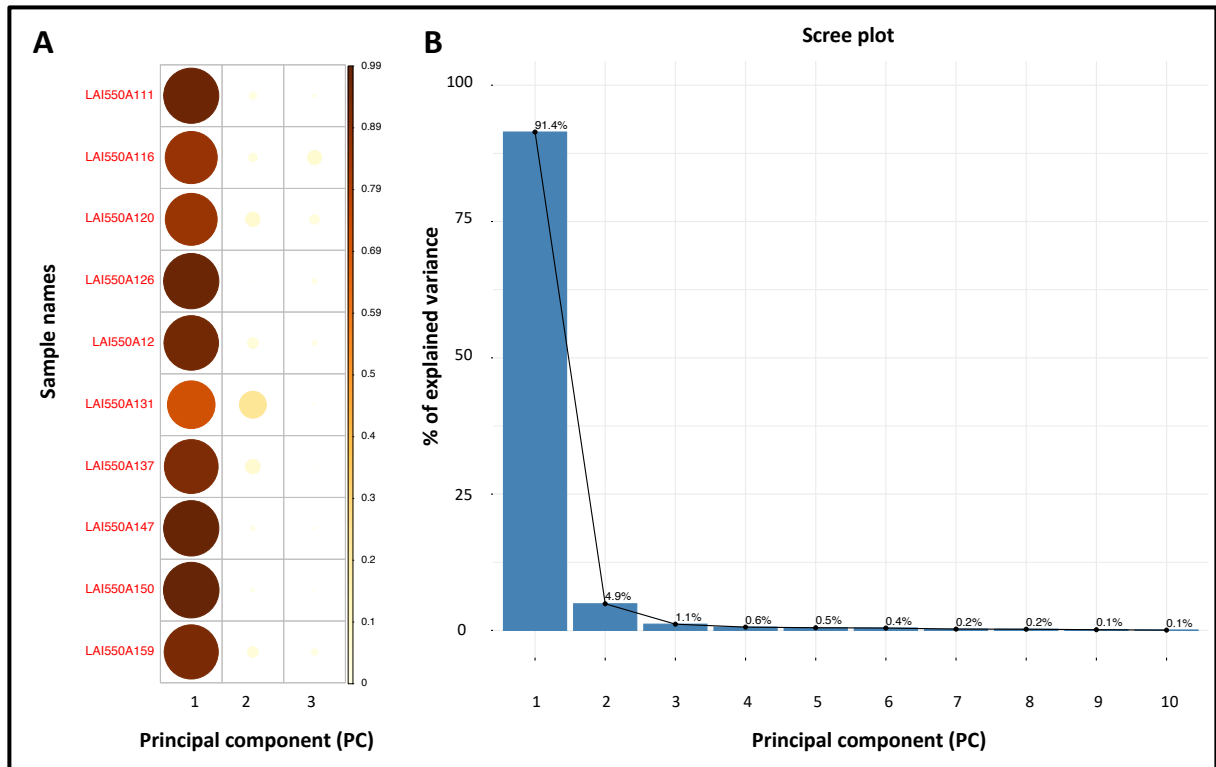 A
Sample names
LAI550A111
LAI550A116
LAI550A120
LAI550A126
LAI550A12
LAI550A131
LAI550A137
LAI550A147
LAI550A150
LAI550A159
0.99
0.89
0.79
0.69
0.59
0.5
0.4
0.3
0.2
0.1
0
1 2 3
Principal component (PC)
B
Scree plot
% of explained variance
100
75
50
25
0
91.4%
4.9%
1.1%
0.6%
0.5%
0.4%
0.2%
0.2%
0.1%
0.1%
1 2 3 4 5 6 7 8 9 10
Principal component (PC)